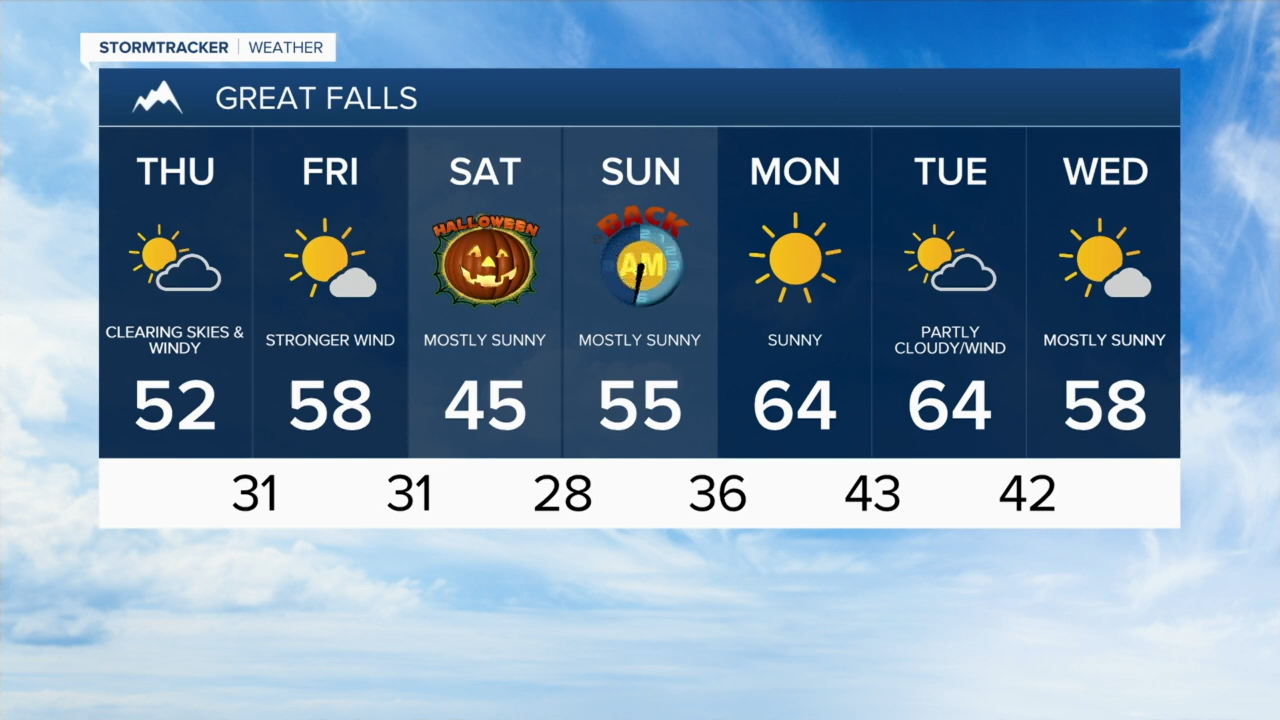 STORMTRACKER | WEATHER
GREAT FALLS
THU FRI SAT SUN MON TUE WED
HALLOWEEN
BACK
AM
CLEARING SKIES &
WINDY
STRONGER WIND
MOSTLY SUNNY
MOSTLY SUNNY
SUNNY
PARTLY
CLOUDY/WIND
MOSTLY SUNNY
52 58 45 55 64 64 58
31 31 28 36 43 42